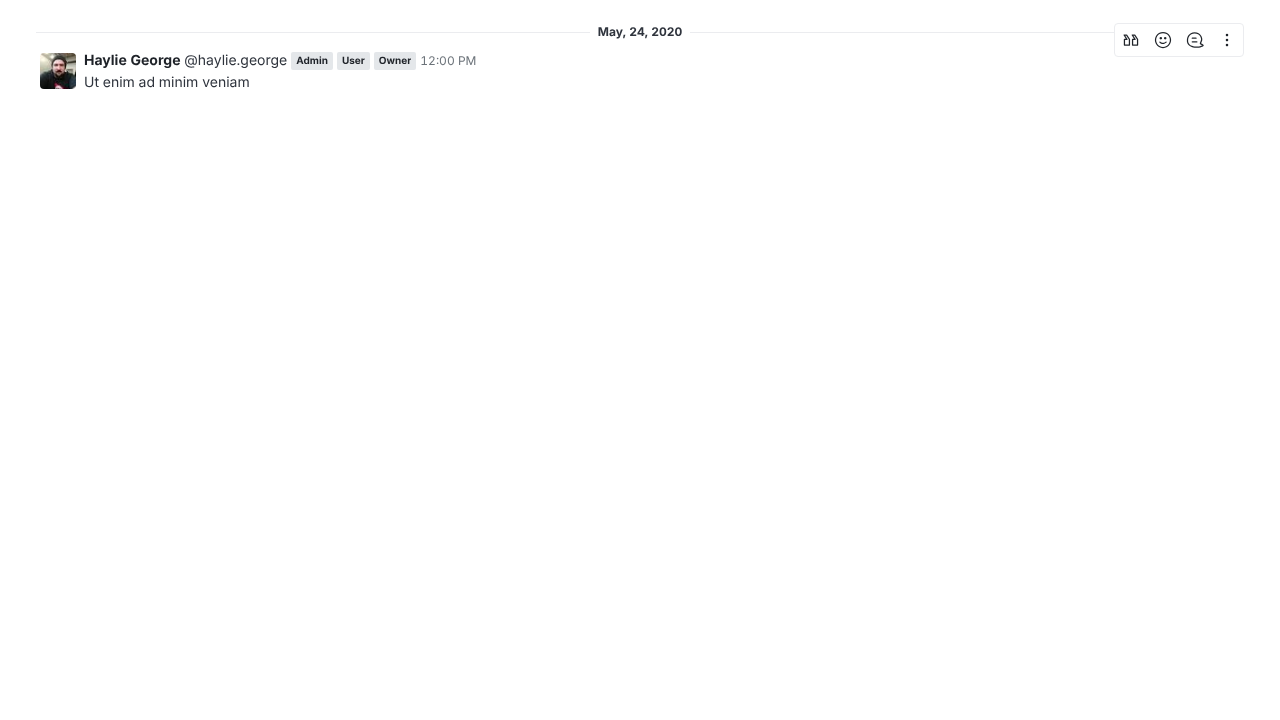 May, 24, 2020
Haylie George @haylie.george Admin User Owner 12:00 PM
Ut enim ad minim veniam